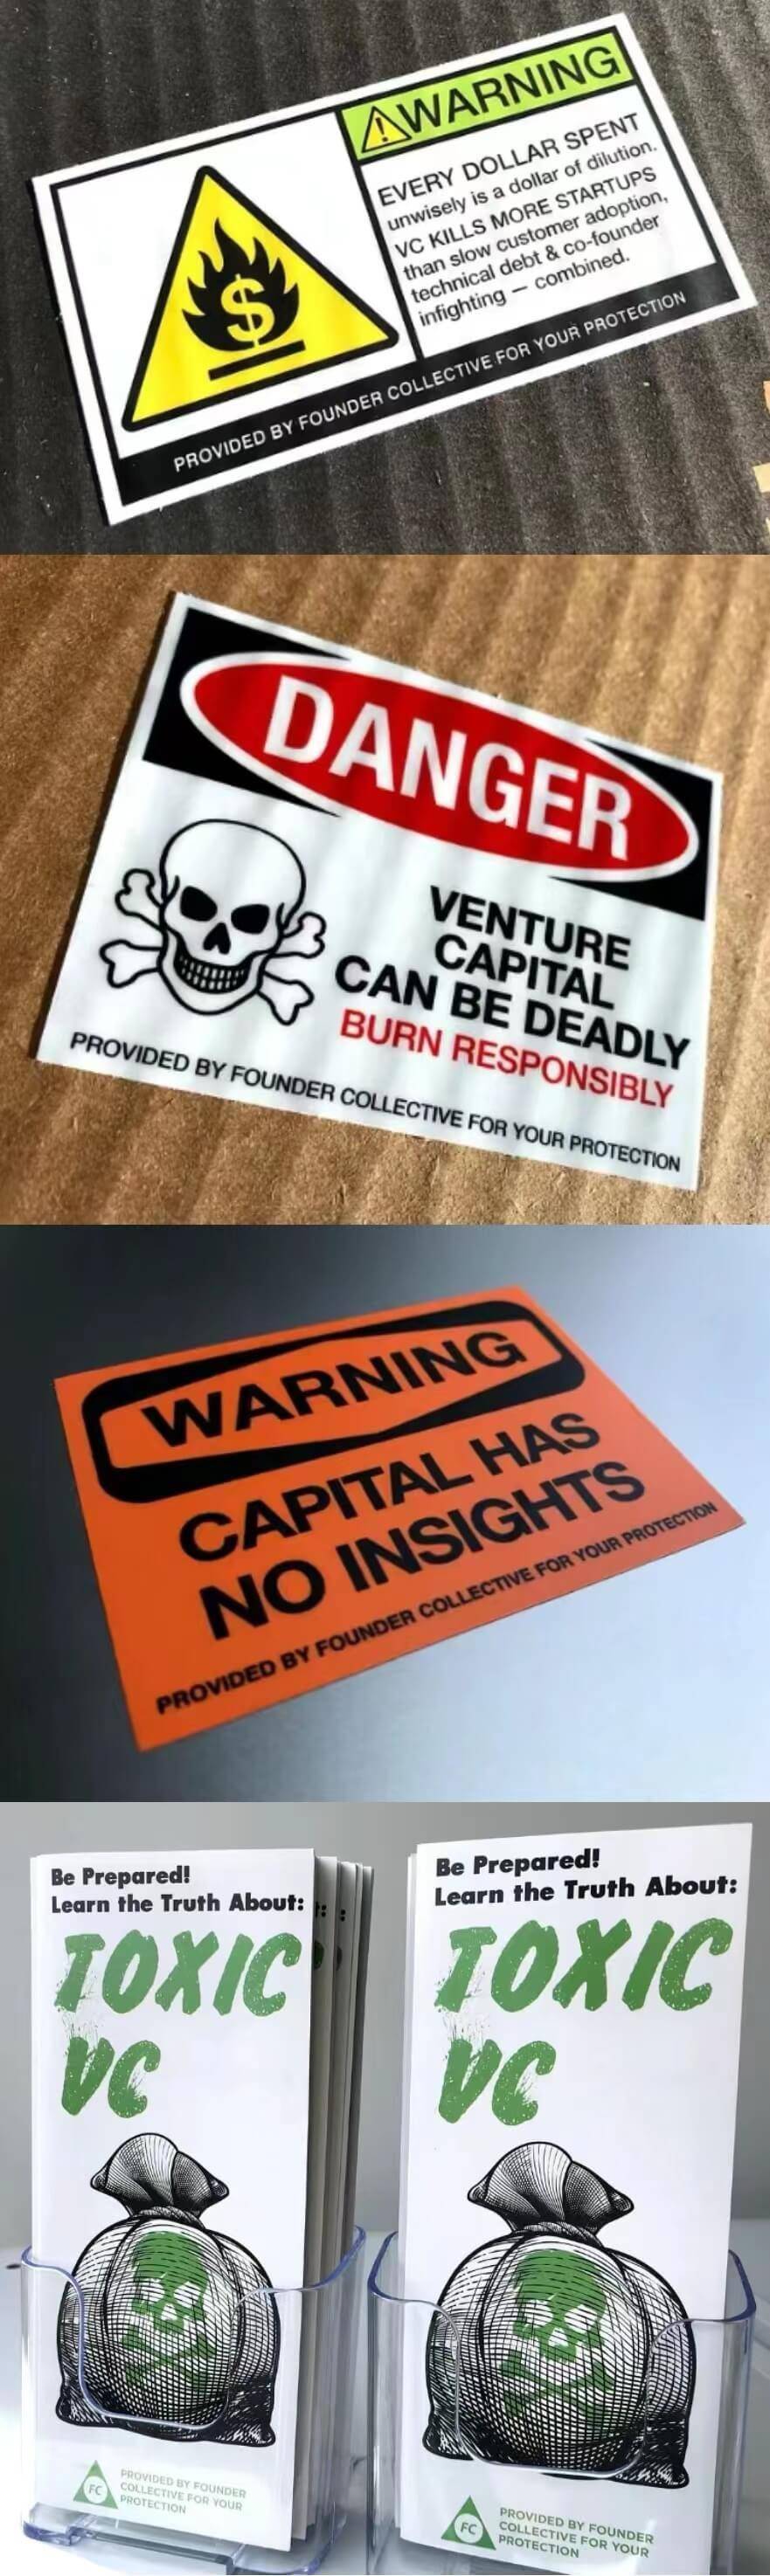 ⚠WARNING
EVERY DOLLAR SPENT
unwisely is a dollar of dilution.
VC KILLS MORE STARTUPS
than slow customer adoption,
technical debt & co-founder
infighting — combined.
$
PROVIDED BY FOUNDER COLLECTIVE FOR YOUR PROTECTION
DANGER
VENTURE
CAPITAL
CAN BE DEADLY
BURN RESPONSIBLY
PROVIDED BY FOUNDER COLLECTIVE FOR YOUR PROTECTION
WARNING
CAPITAL HAS
NO INSIGHTS
PROVIDED BY FOUNDER COLLECTIVE FOR YOUR PROTECTION
Be Prepared!
Learn the Truth About:
TOXIC
VC
FC
PROVIDED BY FOUNDER
COLLECTIVE FOR YOUR
PROTECTION
Be Prepared!
Learn the Truth About:
TOXIC
VC
FC
PROVIDED BY FOUNDER
COLLECTIVE FOR YOUR
PROTECTION